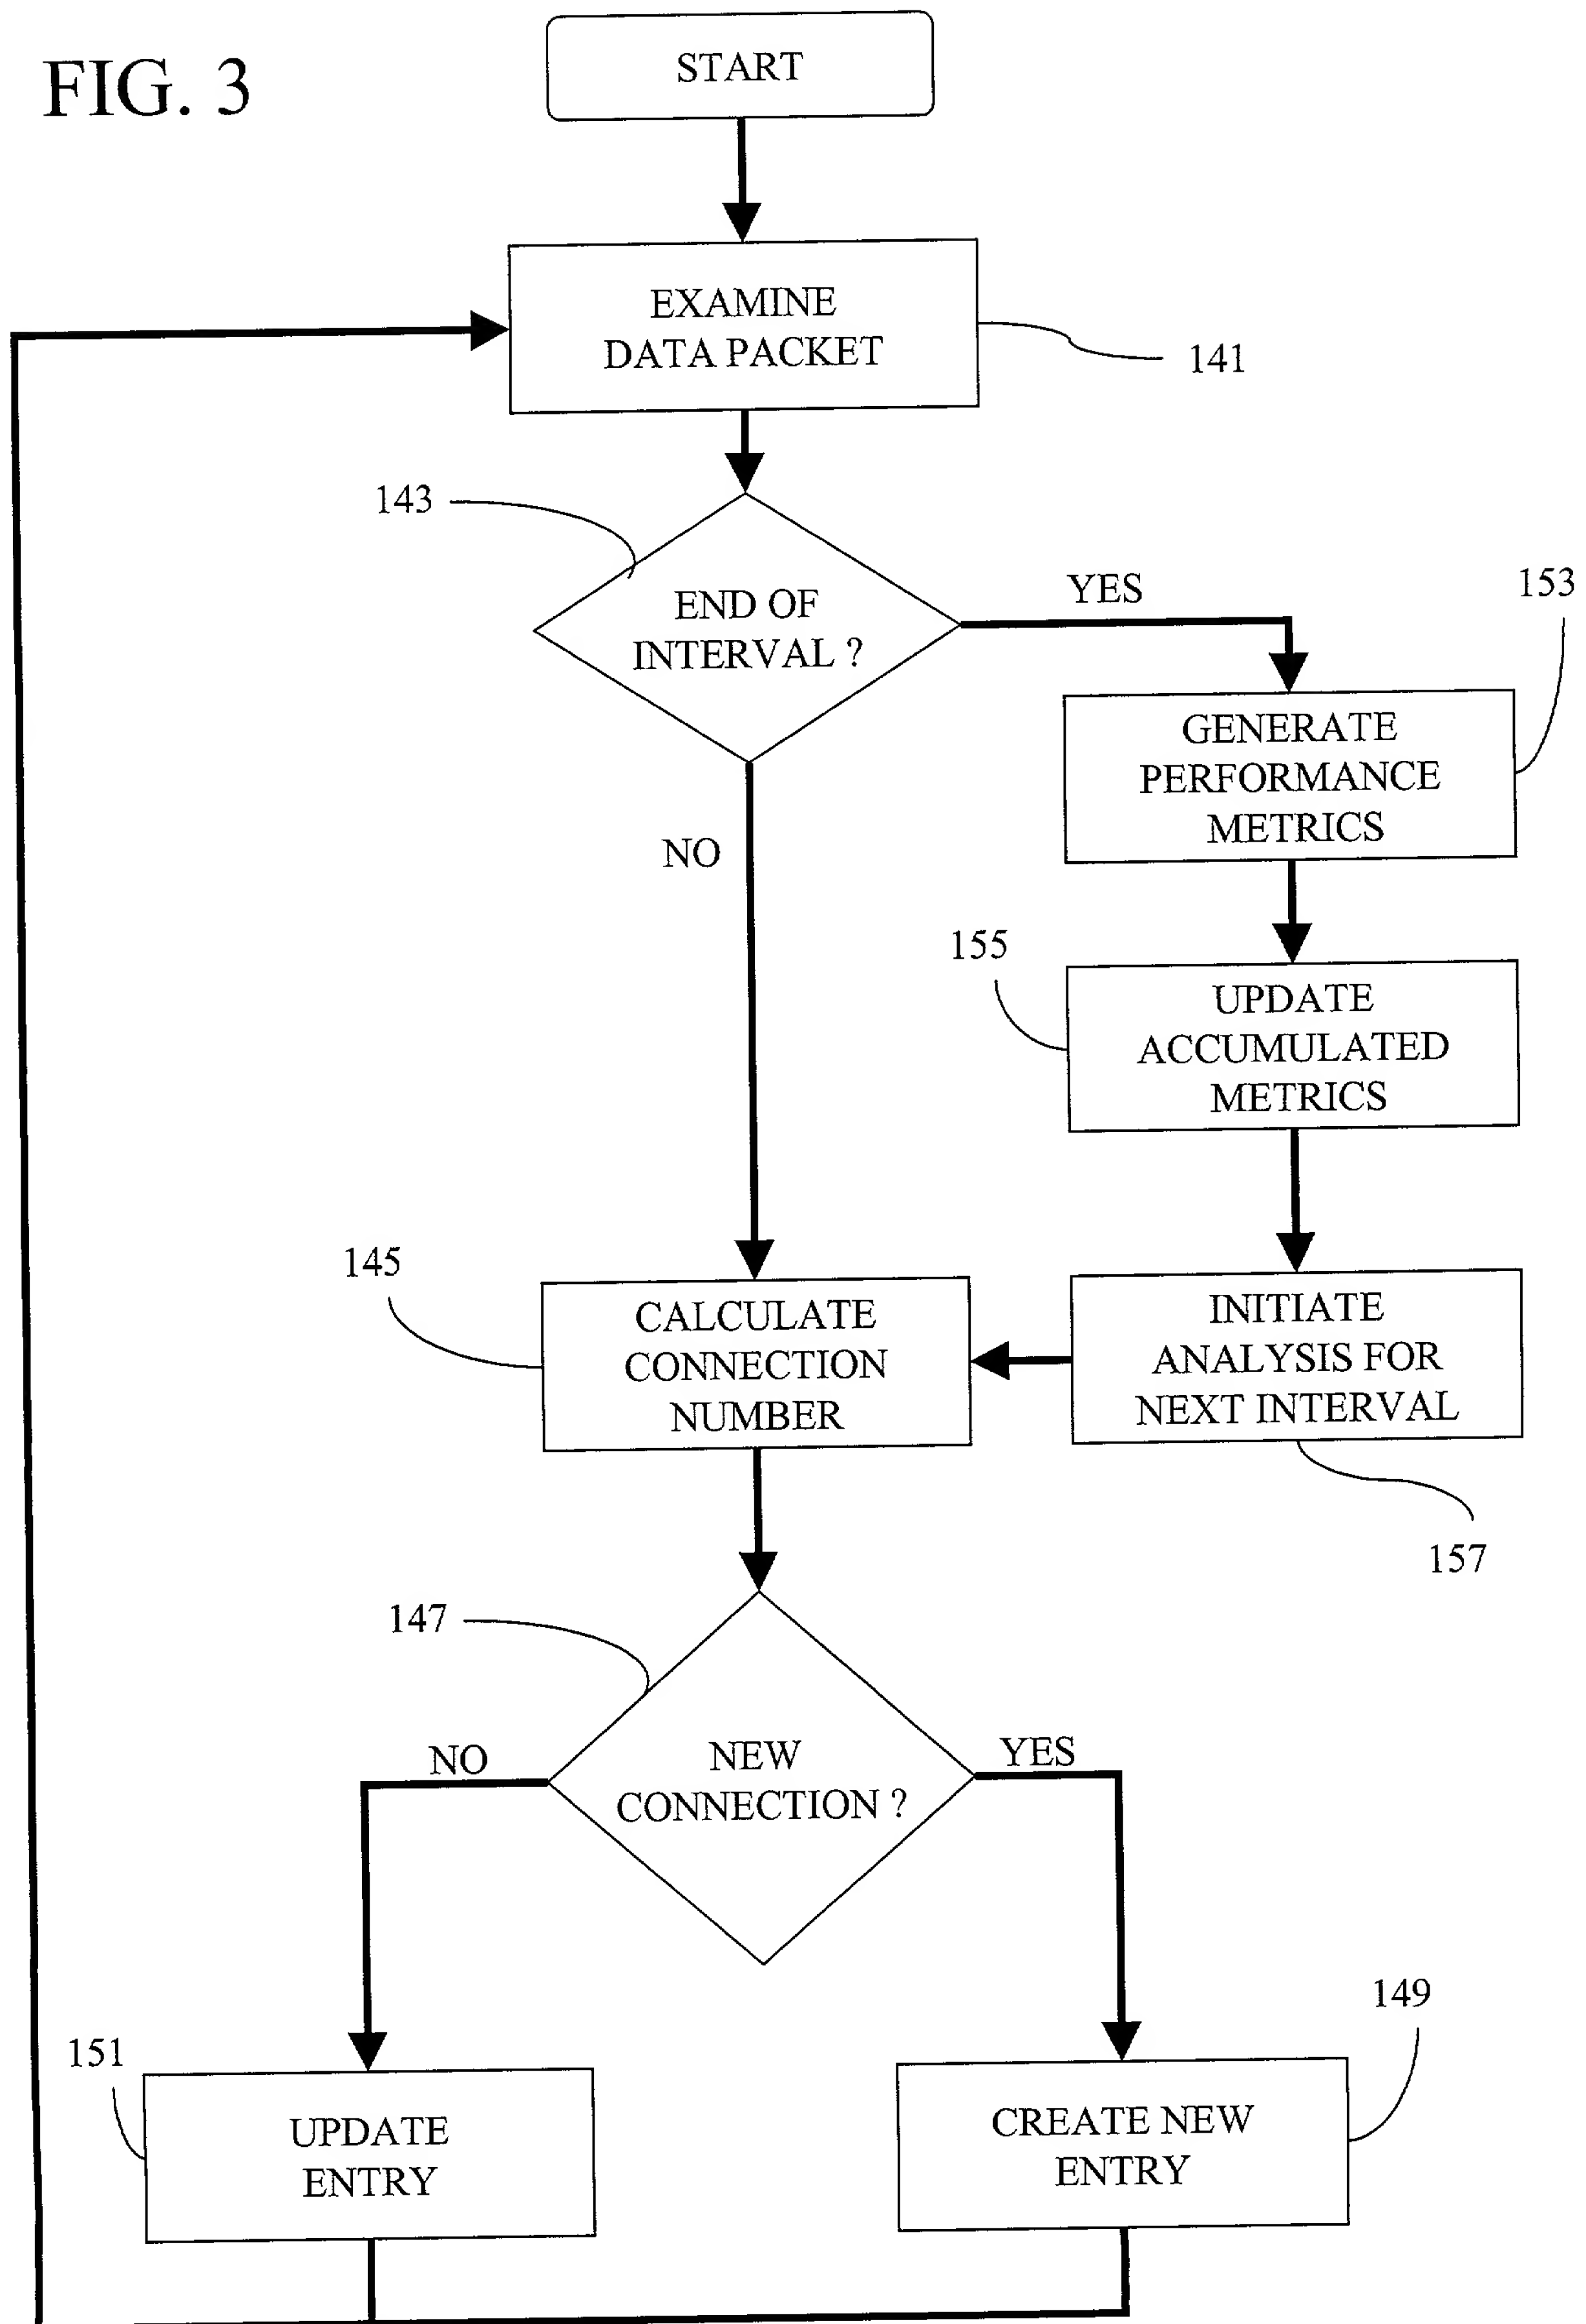 FIG. 3
START
EXAMINE
DATA PACKET
141
143
END OF
INTERVAL ?
YES
153
GENERATE
PERFORMANCE
METRICS
NO
155
UPDATE
ACCUMULATED
METRICS
145
CALCULATE
CONNECTION
NUMBER
INITIATE
ANALYSIS FOR
NEXT INTERVAL
157
147
NO
NEW
CONNECTION ?
YES
149
151
UPDATE
ENTRY
CREATE NEW
ENTRY